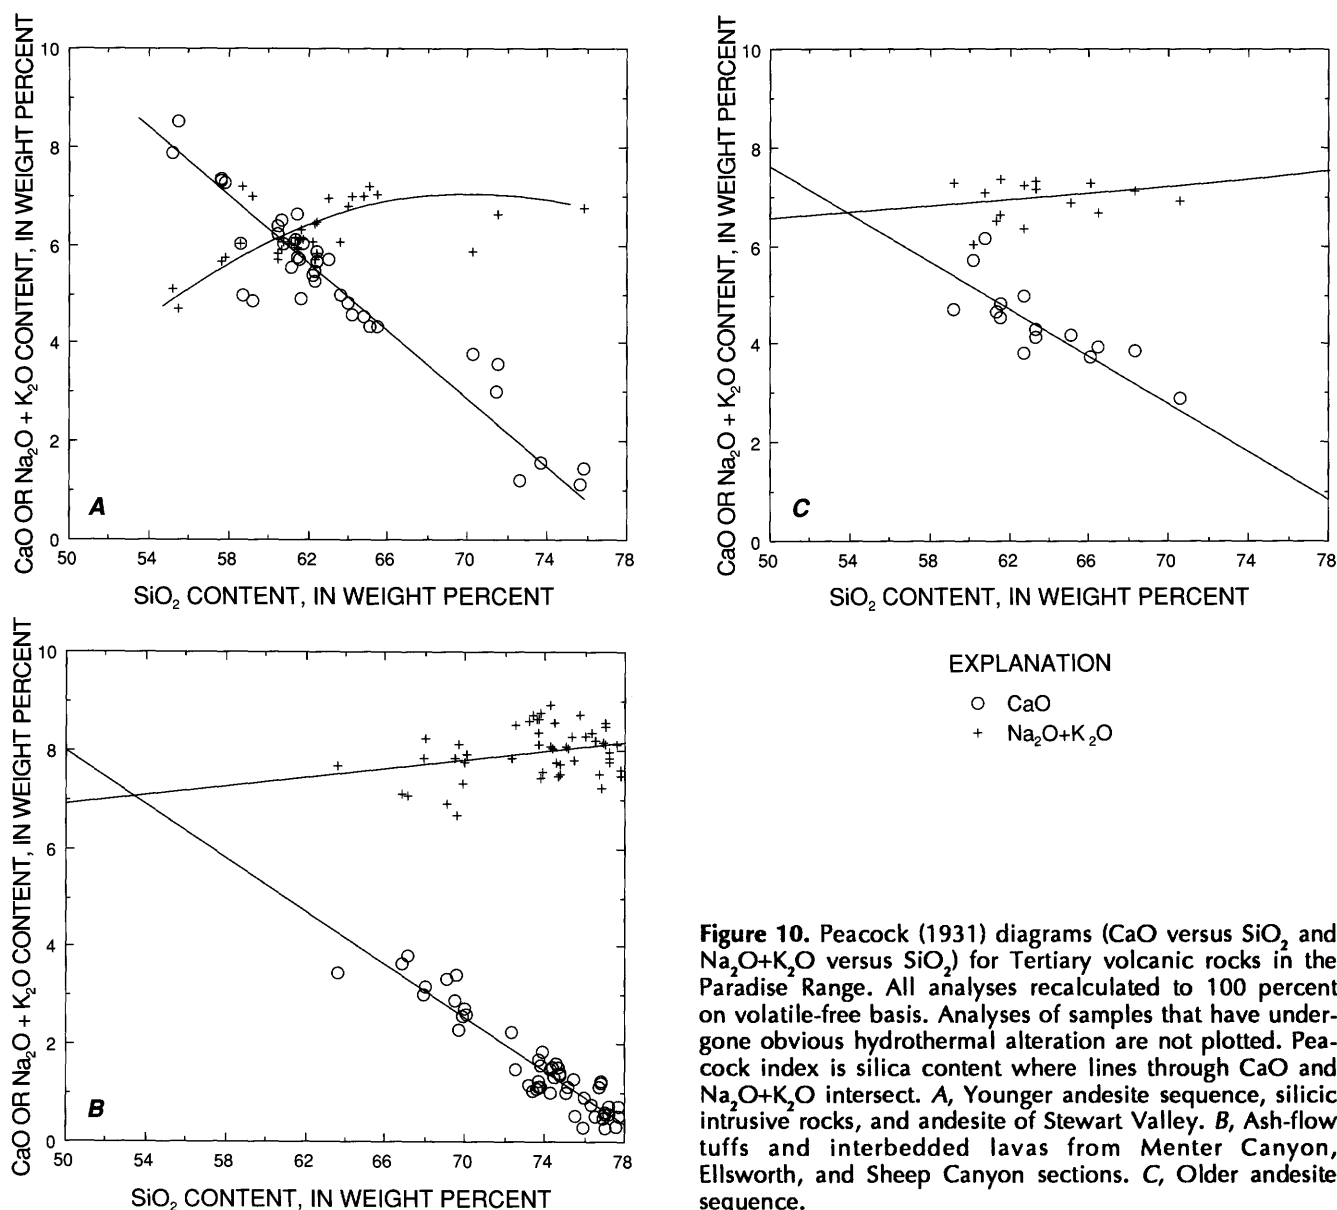 CaO OR Na₂O + K₂O CONTENT, IN WEIGHT PERCENT
10
8
6
4
2
0
A
50 54 58 62 66 70 74 78
SiO₂ CONTENT, IN WEIGHT PERCENT
CaO OR Na₂O + K₂O CONTENT, IN WEIGHT PERCENT
10
8
6
4
2
0
C
50 54 58 62 66 70 74 78
SiO₂ CONTENT, IN WEIGHT PERCENT
CaO OR Na₂O + K₂O CONTENT, IN WEIGHT PERCENT
10
8
6
4
2
0
B
50 54 58 62 66 70 74 78
SiO₂ CONTENT, IN WEIGHT PERCENT
EXPLANATION
CaO
Na₂O+K₂O
Figure 10. Peacock (1931) diagrams (CaO versus SiO₂ and
Na₂O+K₂O versus SiO₂) for Tertiary volcanic rocks in the
Paradise Range. All analyses recalculated to 100 percent
on volatile-free basis. Analyses of samples that have under-
gone obvious hydrothermal alteration are not plotted. Pea-
cock index is silica content where lines through CaO and
Na₂O+K₂O intersect. A, Younger andesite sequence, silicic
intrusive rocks, and andesite of Stewart Valley. B, Ash-flow
tuffs and interbedded lavas from Menter Canyon,
Ellsworth, and Sheep Canyon sections. C, Older andesite
sequence.